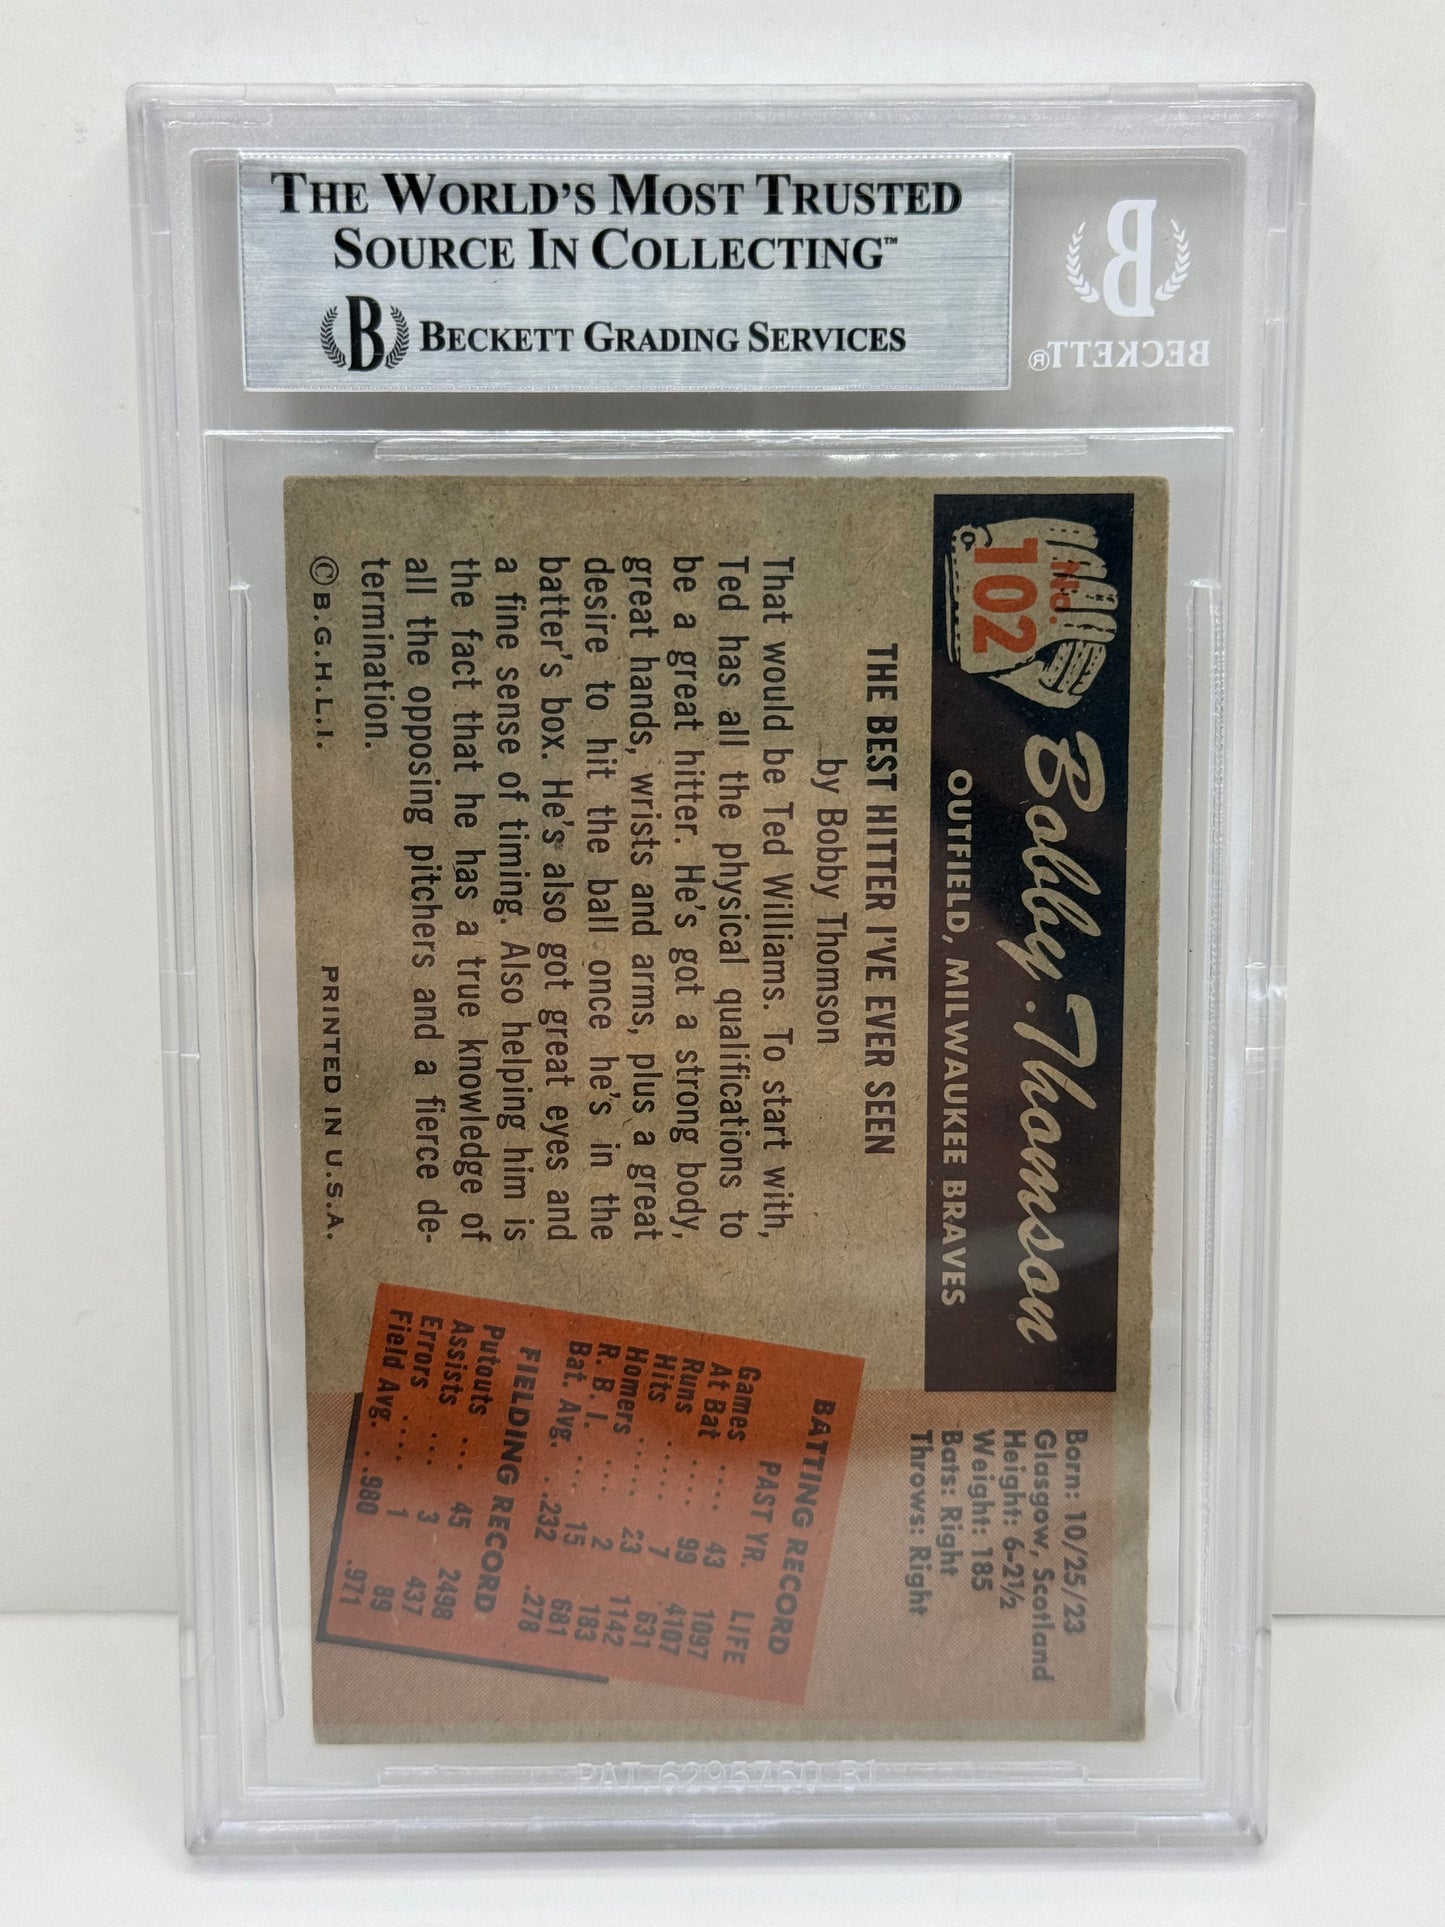 THE WORLD'S MOST TRUSTED
SOURCE IN COLLECTING™
B BECKETT GRADING SERVICES
B
BECKETT®
No.
102
Bobby Thomson
OUTFIELD, MILWAUKEE BRAVES
Born: 10/25/23
Glasgow, Scotland
Height: 6-2½
Weight: 185
Bats: Right
Throws: Right
THE BEST HITTER I'VE EVER SEEN
by Bobby Thomson
That would be Ted Williams. To start with,
Ted has all the physical qualifications to
be a great hitter. He's got a strong body,
great hands, wrists and arms, plus a great
desire to hit the ball once he's in the
batter's box. He's also got great eyes and
a fine sense of timing. Also helping him is
the fact that he has a true knowledge of
all the opposing pitchers and a fierce de-
termination.
©B.G.H.L.I. PRINTED IN U.S.A.
BATTING RECORD
PAST YR. LIFE
Games .... 43 1097
At Bat ..... 99 4107
Runs ...... 7 631
Hits ...... 23 1142
Homers .... 2 183
R. B. I. .... 15 681
Bat. Avg. ..232 .278
FIELDING RECORD
Putouts ... 45 2498
Assists ... 3 437
Errors .... 1 89
Field Avg. ..980 .971
PAT. 6295750 B1